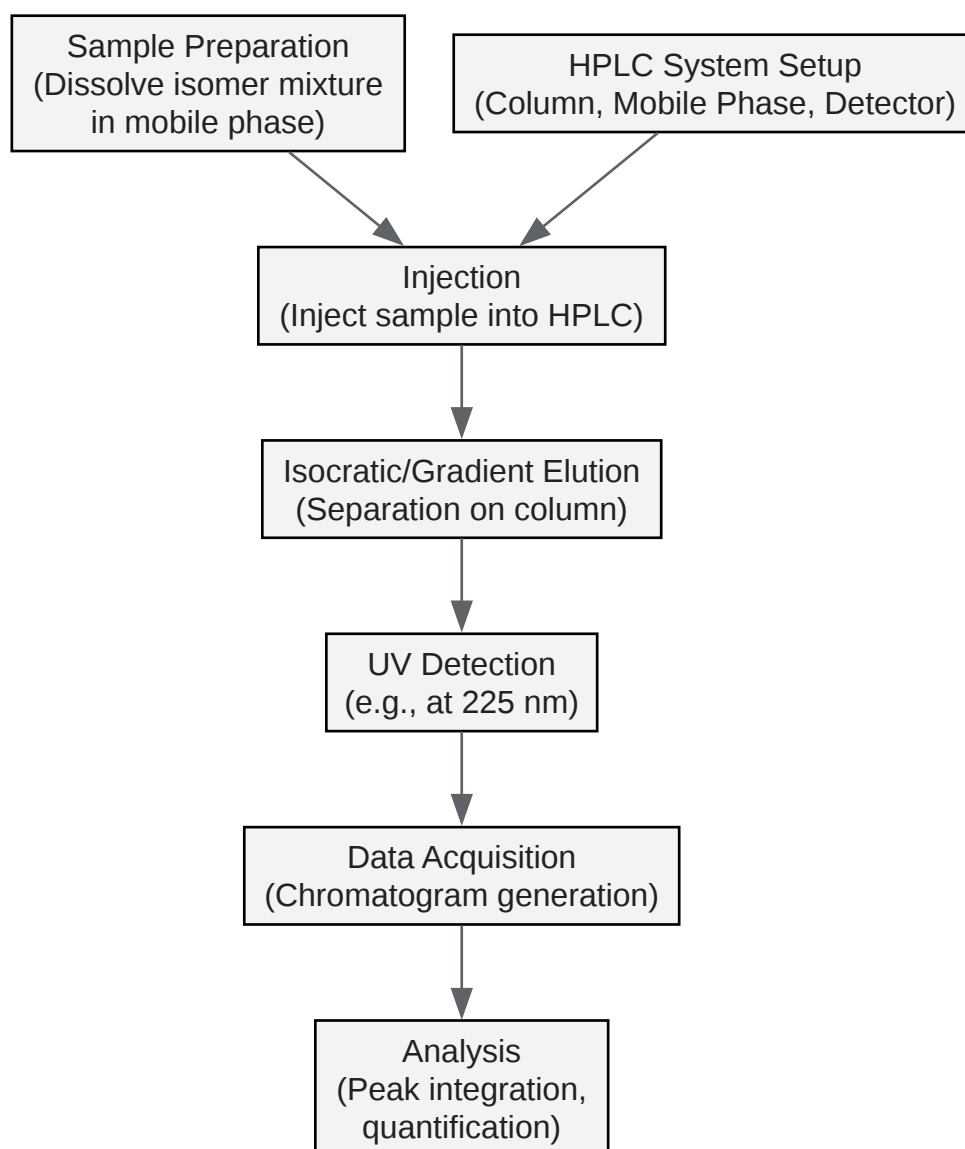 Sample Preparation
(Dissolve isomer mixture
in mobile phase)
HPLC System Setup
(Column, Mobile Phase, Detector)
Injection
(Inject sample into HPLC)
Isocratic/Gradient Elution
(Separation on column)
UV Detection
(e.g., at 225 nm)
Data Acquisition
(Chromatogram generation)
Analysis
(Peak integration,
quantification)